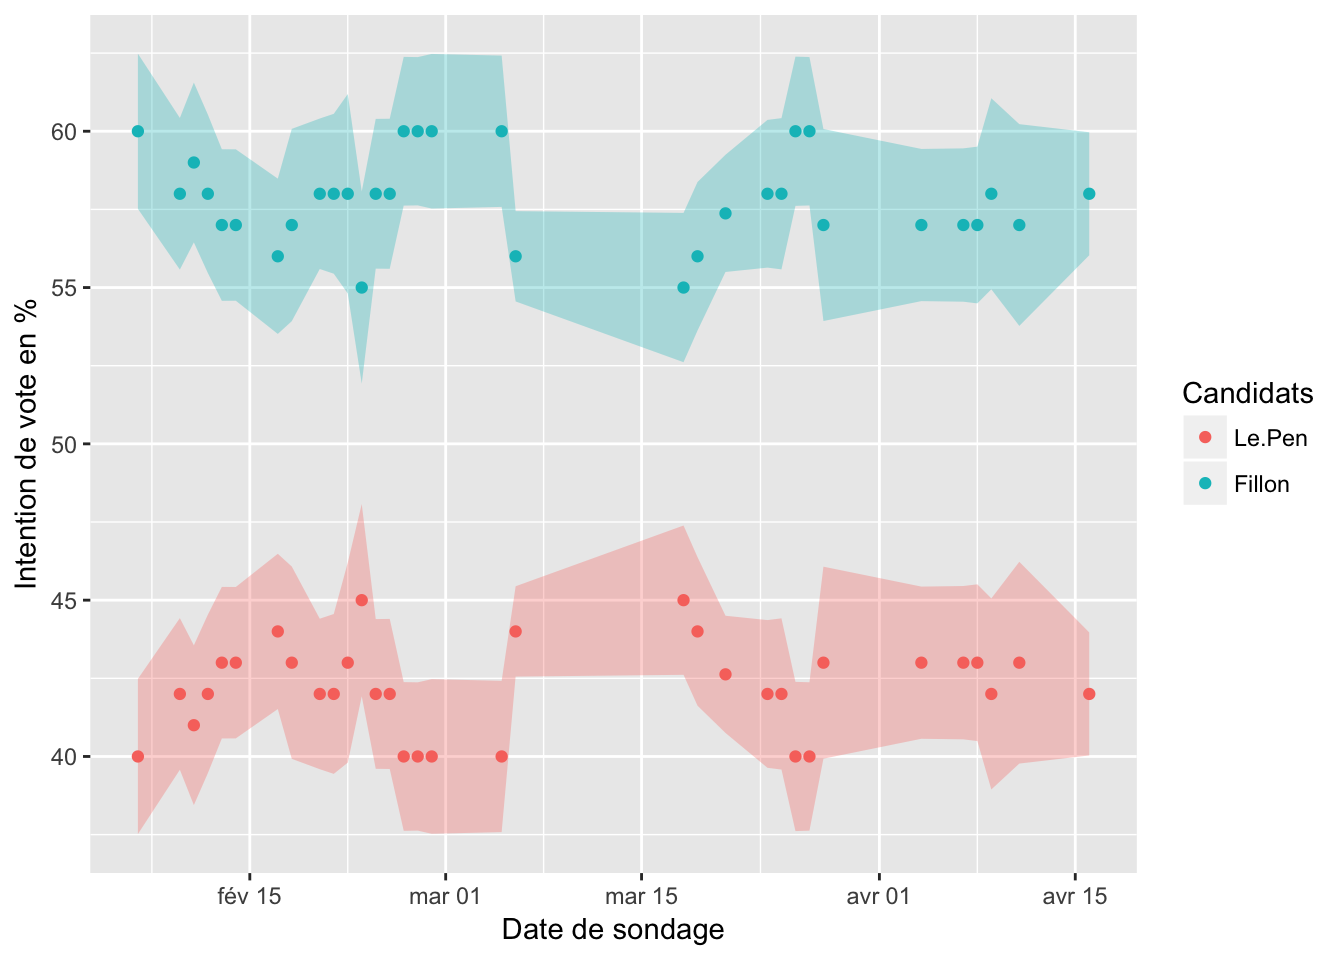 60
55
50
45
40
Intention de vote en %
fév 15
mar 01
mar 15
avr 01
avr 15
Date de sondage
Candidats
Le.Pen
Fillon